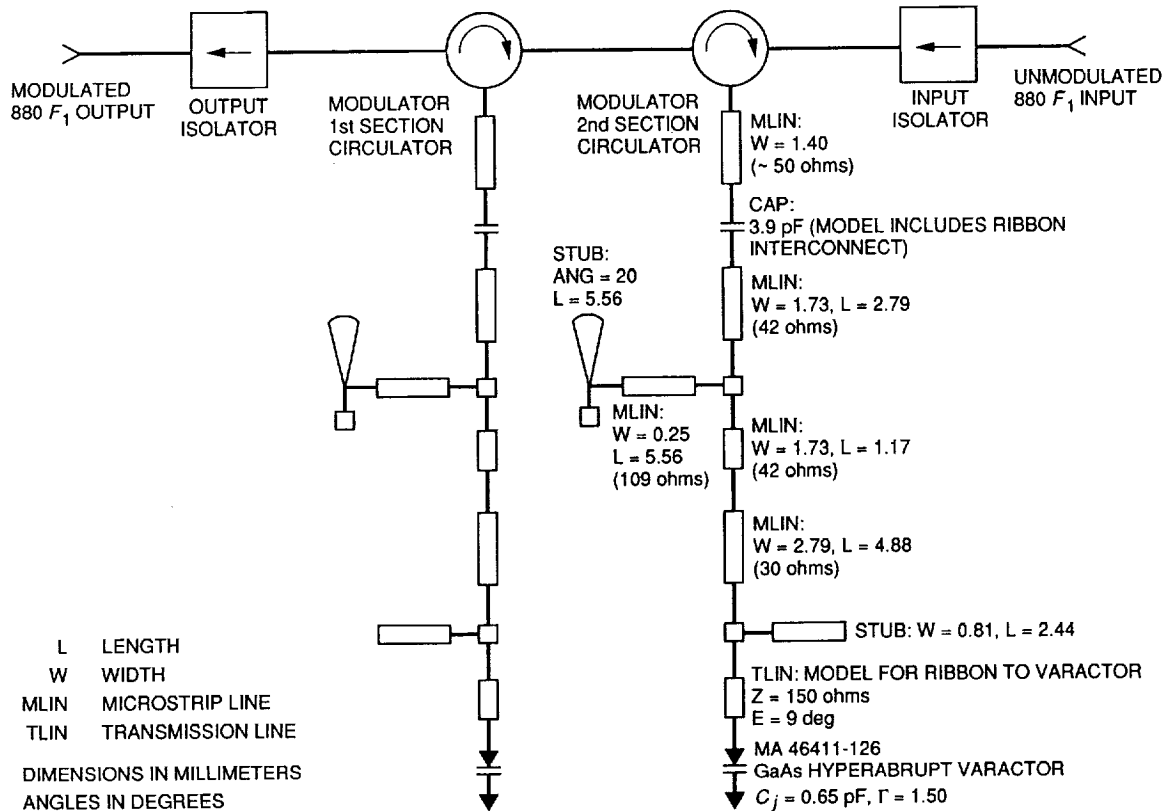 MODULATED
880 F₁ OUTPUT
OUTPUT
ISOLATOR
MODULATOR
1st SECTION
CIRCULATOR
MODULATOR
2nd SECTION
CIRCULATOR
INPUT
ISOLATOR
UNMODULATED
880 F₁ INPUT
MLIN:
W = 1.40
(~ 50 ohms)
CAP:
3.9 pF (MODEL INCLUDES RIBBON
INTERCONNECT)
STUB:
ANG = 20
L = 5.56
MLIN:
W = 1.73, L = 2.79
(42 ohms)
MLIN:
W = 0.25
L = 5.56
(109 ohms)
MLIN:
W = 1.73, L = 1.17
(42 ohms)
MLIN:
W = 2.79, L = 4.88
(30 ohms)
STUB: W = 0.81, L = 2.44
TLIN: MODEL FOR RIBBON TO VARACTOR
Z = 150 ohms
E = 9 deg
MA 46411-126
GaAs HYPERABRUPT VARACTOR
Cⱼ = 0.65 pF, Γ = 1.50
L LENGTH
W WIDTH
MLIN MICROSTRIP LINE
TLIN TRANSMISSION LINE
DIMENSIONS IN MILLIMETERS
ANGLES IN DEGREES